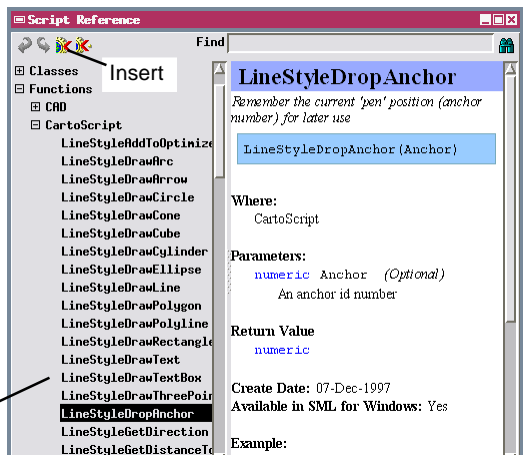 Script Reference
Find
Insert
Classes
Functions
CAD
CartoScript
LineStyleAddToOptimize
LineStyleDrawArc
LineStyleDrawArrow
LineStyleDrawCircle
LineStyleDrawCone
LineStyleDrawCube
LineStyleDrawCylinder
LineStyleDrawEllipse
LineStyleDrawLine
LineStyleDrawPolygon
LineStyleDrawPolyline
LineStyleDrawRectangle
LineStyleDrawText
LineStyleDrawTextBox
LineStyleDrawThreePoin
LineStyleDropAnchor
LineStyleGetDirection
LineStyleGetDistanceTo
LineStyleDropAnchor
Remember the current 'pen' position (anchor
number) for later use
LineStyleDropAnchor(Anchor)
Where:
CartoScript
Parameters:
numeric Anchor (Optional)
An anchor id number
Return Value
numeric
Create Date: 07-Dec-1997
Available in SML for Windows: Yes
Example: